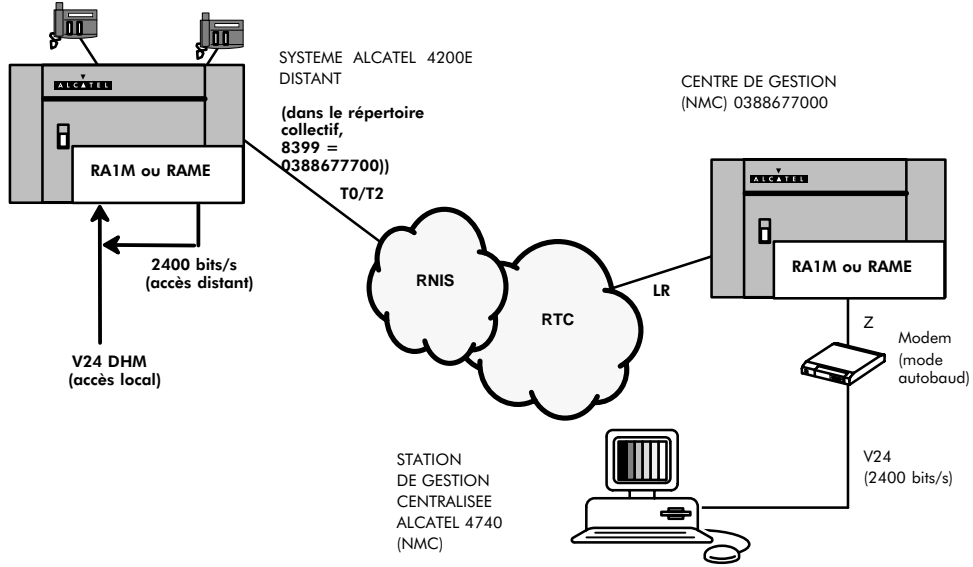 SYSTEME ALCATEL 4200E
DISTANT
(dans le répertoire
collectif,
8399 =
0388677700))
ALCATEL
RA1M ou RAME
T0/T2
2400 bits/s
(accès distant)
V24 DHM
(accès local)
RNIS
RTC
CENTRE DE GESTION
(NMC) 0388677000
ALCATEL
RA1M ou RAME
LR
Z
Modem
(mode
autobaud)
V24
(2400 bits/s)
STATION
DE GESTION
CENTRALISEE
ALCATEL 4740
(NMC)